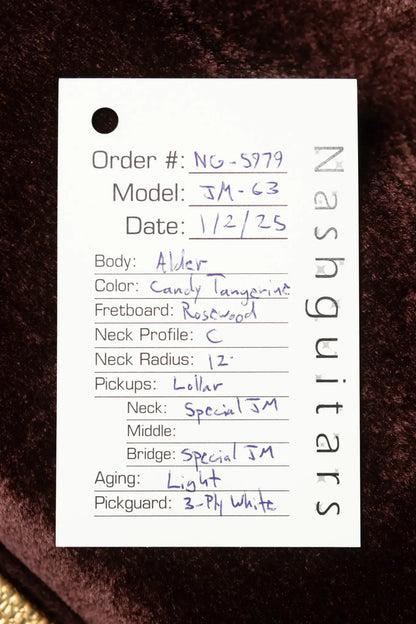 Order #: NG-5979
Model: JM-63
Date: 1/2/25
Body: Alder
Color: Candy Tangerine
Fretboard: Rosewood
Neck Profile: C
Neck Radius: 12"
Pickups: Lollar
Neck: Special JM
Middle:
Bridge: Special JM
Aging: Light
Pickguard: 3-Ply White
Nashguitars